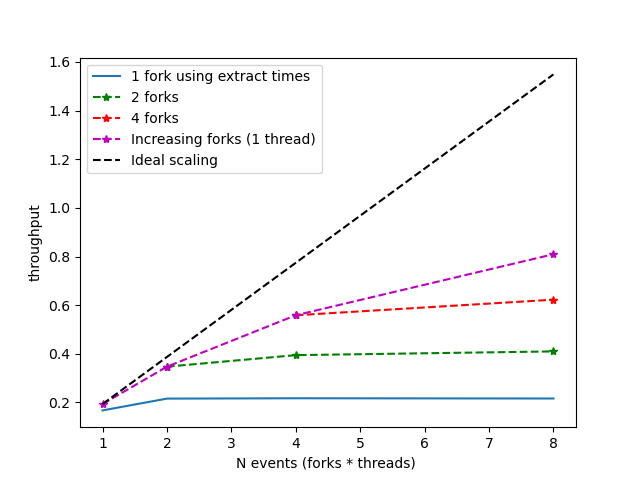 1.6
1.4
1.2
1.0
0.8
0.6
0.4
0.2
throughput
1 fork using extract times
2 forks
4 forks
Increasing forks (1 thread)
Ideal scaling
1 2 3 4 5 6 7 8
N events (forks * threads)